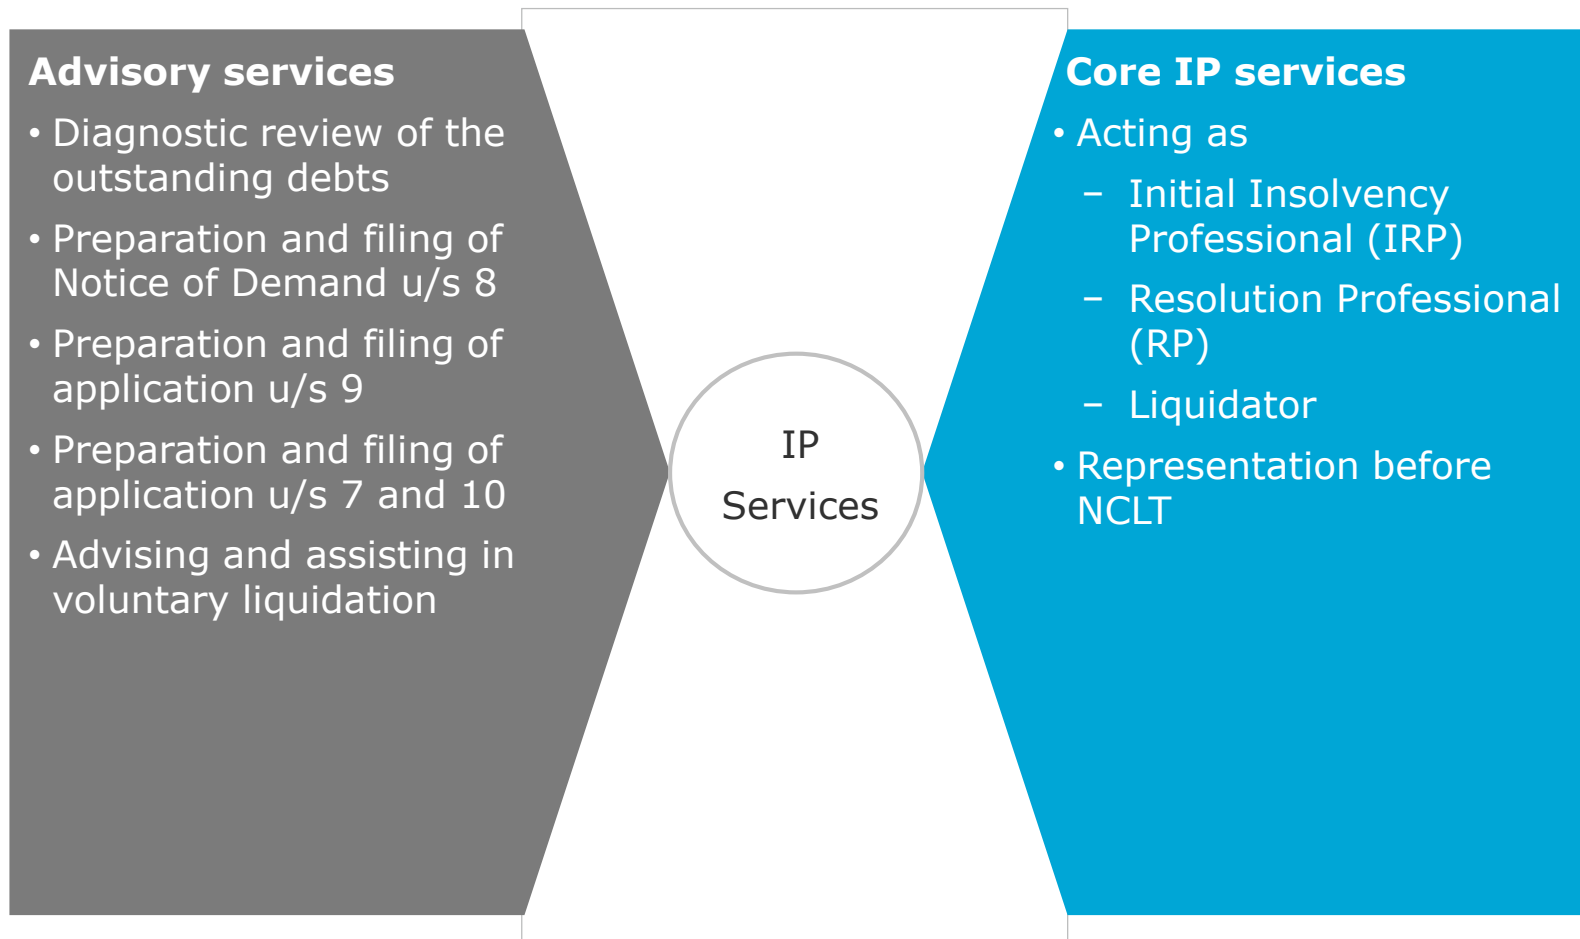 Advisory services
• Diagnostic review of the
outstanding debts
• Preparation and filing of
Notice of Demand u/s 8
• Preparation and filing of
application u/s 9
• Preparation and filing of
application u/s 7 and 10
• Advising and assisting in
voluntary liquidation
IP
Services
Core IP services
• Acting as
− Initial Insolvency
Professional (IRP)
− Resolution Professional
(RP)
− Liquidator
• Representation before
NCLT